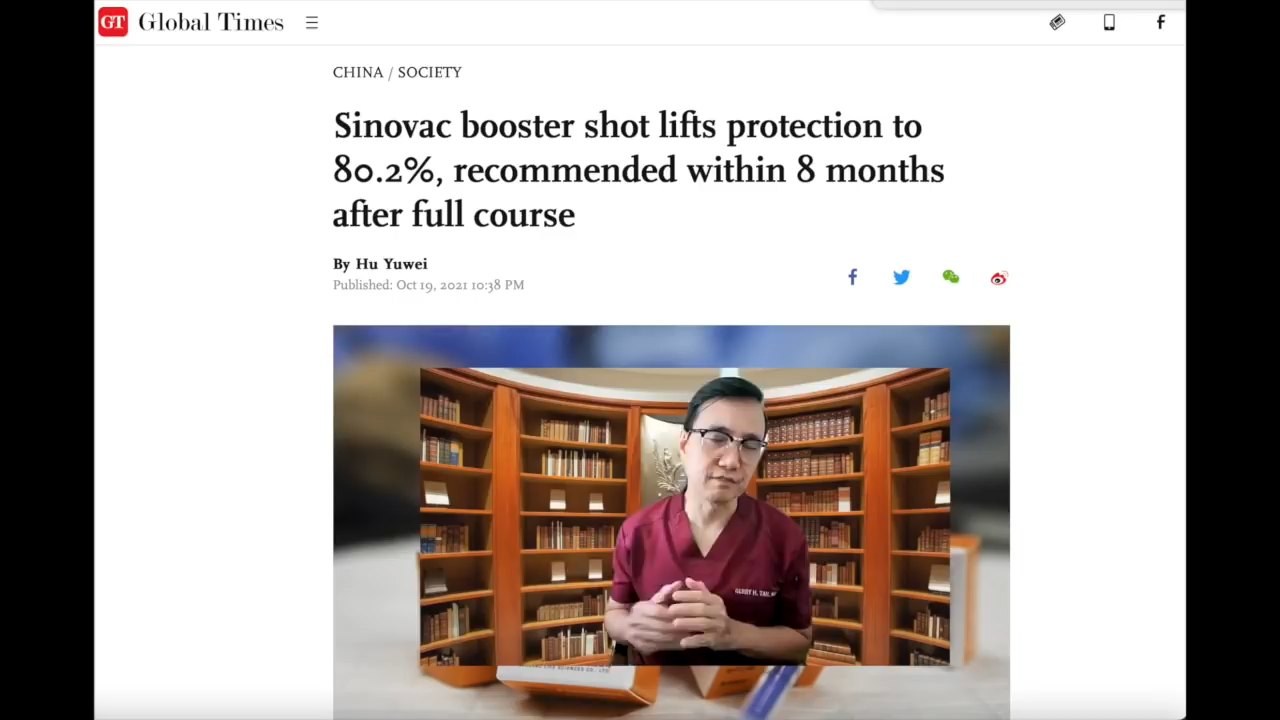 GT Global Times
CHINA / SOCIETY
Sinovac booster shot lifts protection to
80.2%, recommended within 8 months
after full course
By Hu Yuwei
Published: Oct 19, 2021 10:38 PM